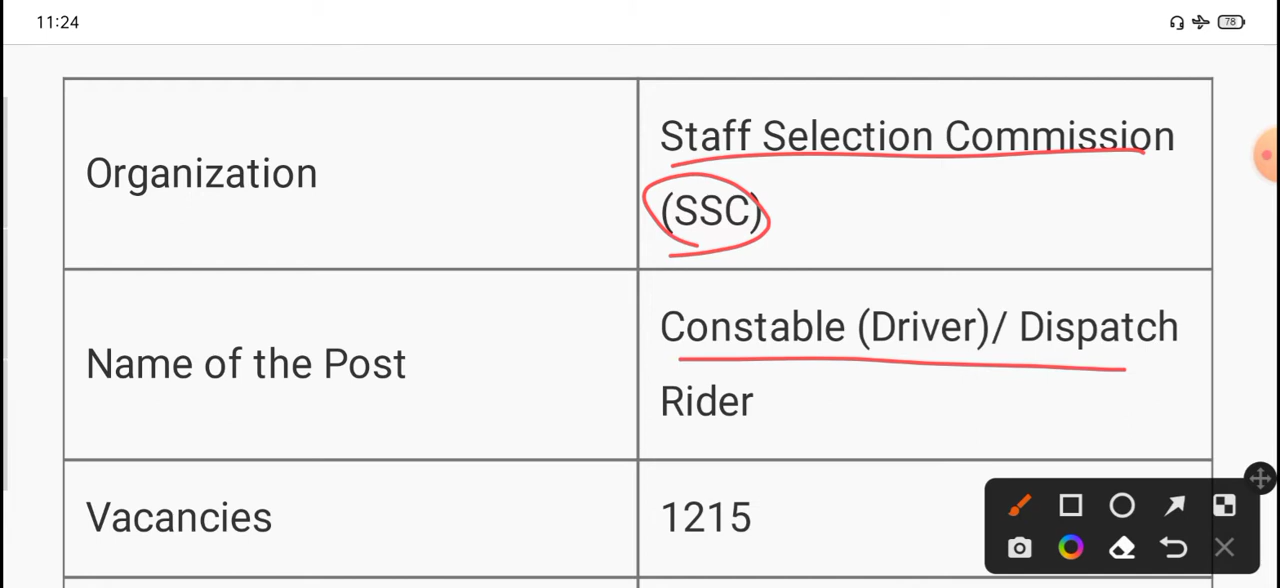 11:24
78
Organization
Staff Selection Commission
(SSC)
Name of the Post
Constable (Driver)/ Dispatch
Rider
Vacancies
1215